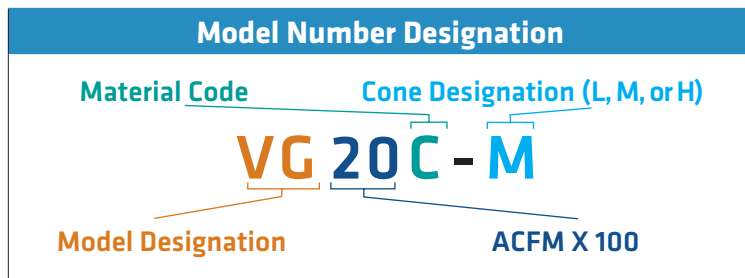 Model Number Designation
Material Code Cone Designation (L, M, or H)
VG 20 C - M
Model Designation ACFM X 100